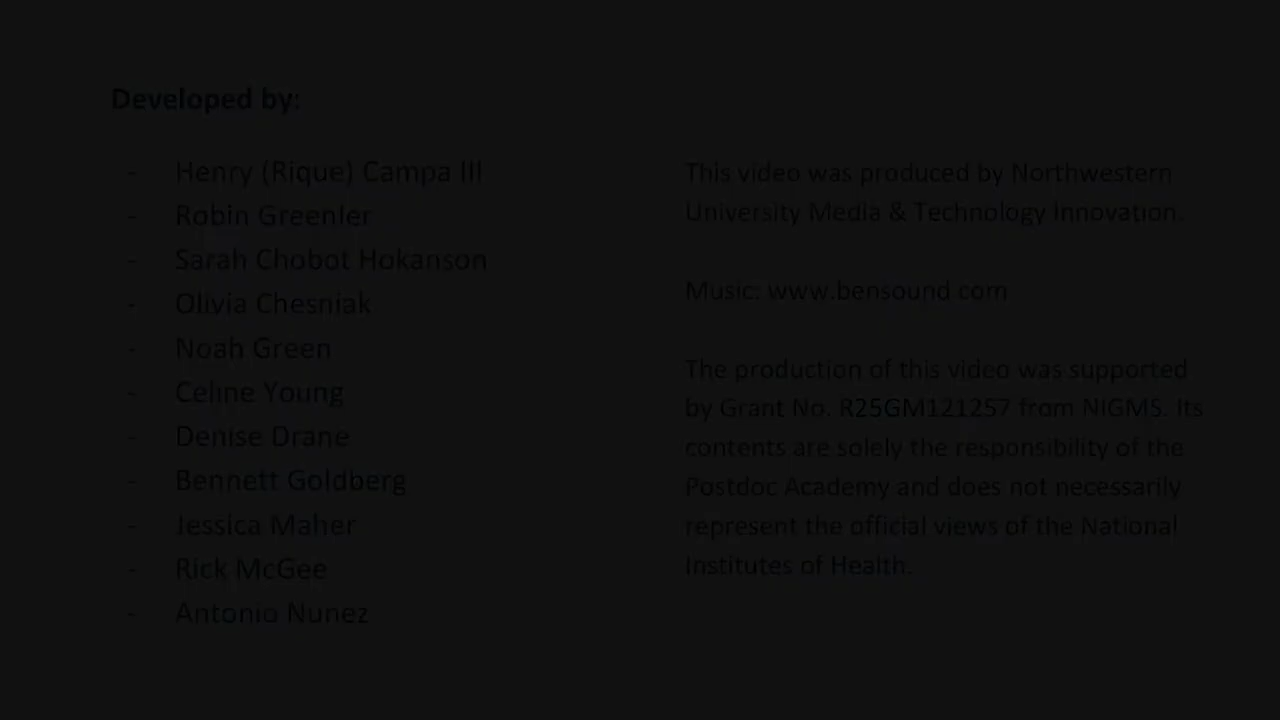 Developed by:
- Henry (Rique) Campa III
- Robin Greenler
- Sarah Chobot Hokanson
- Olivia Chesniak
- Noah Green
- Celine Young
- Denise Drane
- Bennett Goldberg
- Jessica Maher
- Rick McGee
- Antonio Nunez
This video was produced by Northwestern
University Media & Technology Innovation.
Music: www.bensound.com
The production of this video was supported
by Grant No. R25GM121257 from NIGMS. Its
contents are solely the responsibility of the
Postdoc Academy and does not necessarily
represent the official views of the National
Institutes of Health.